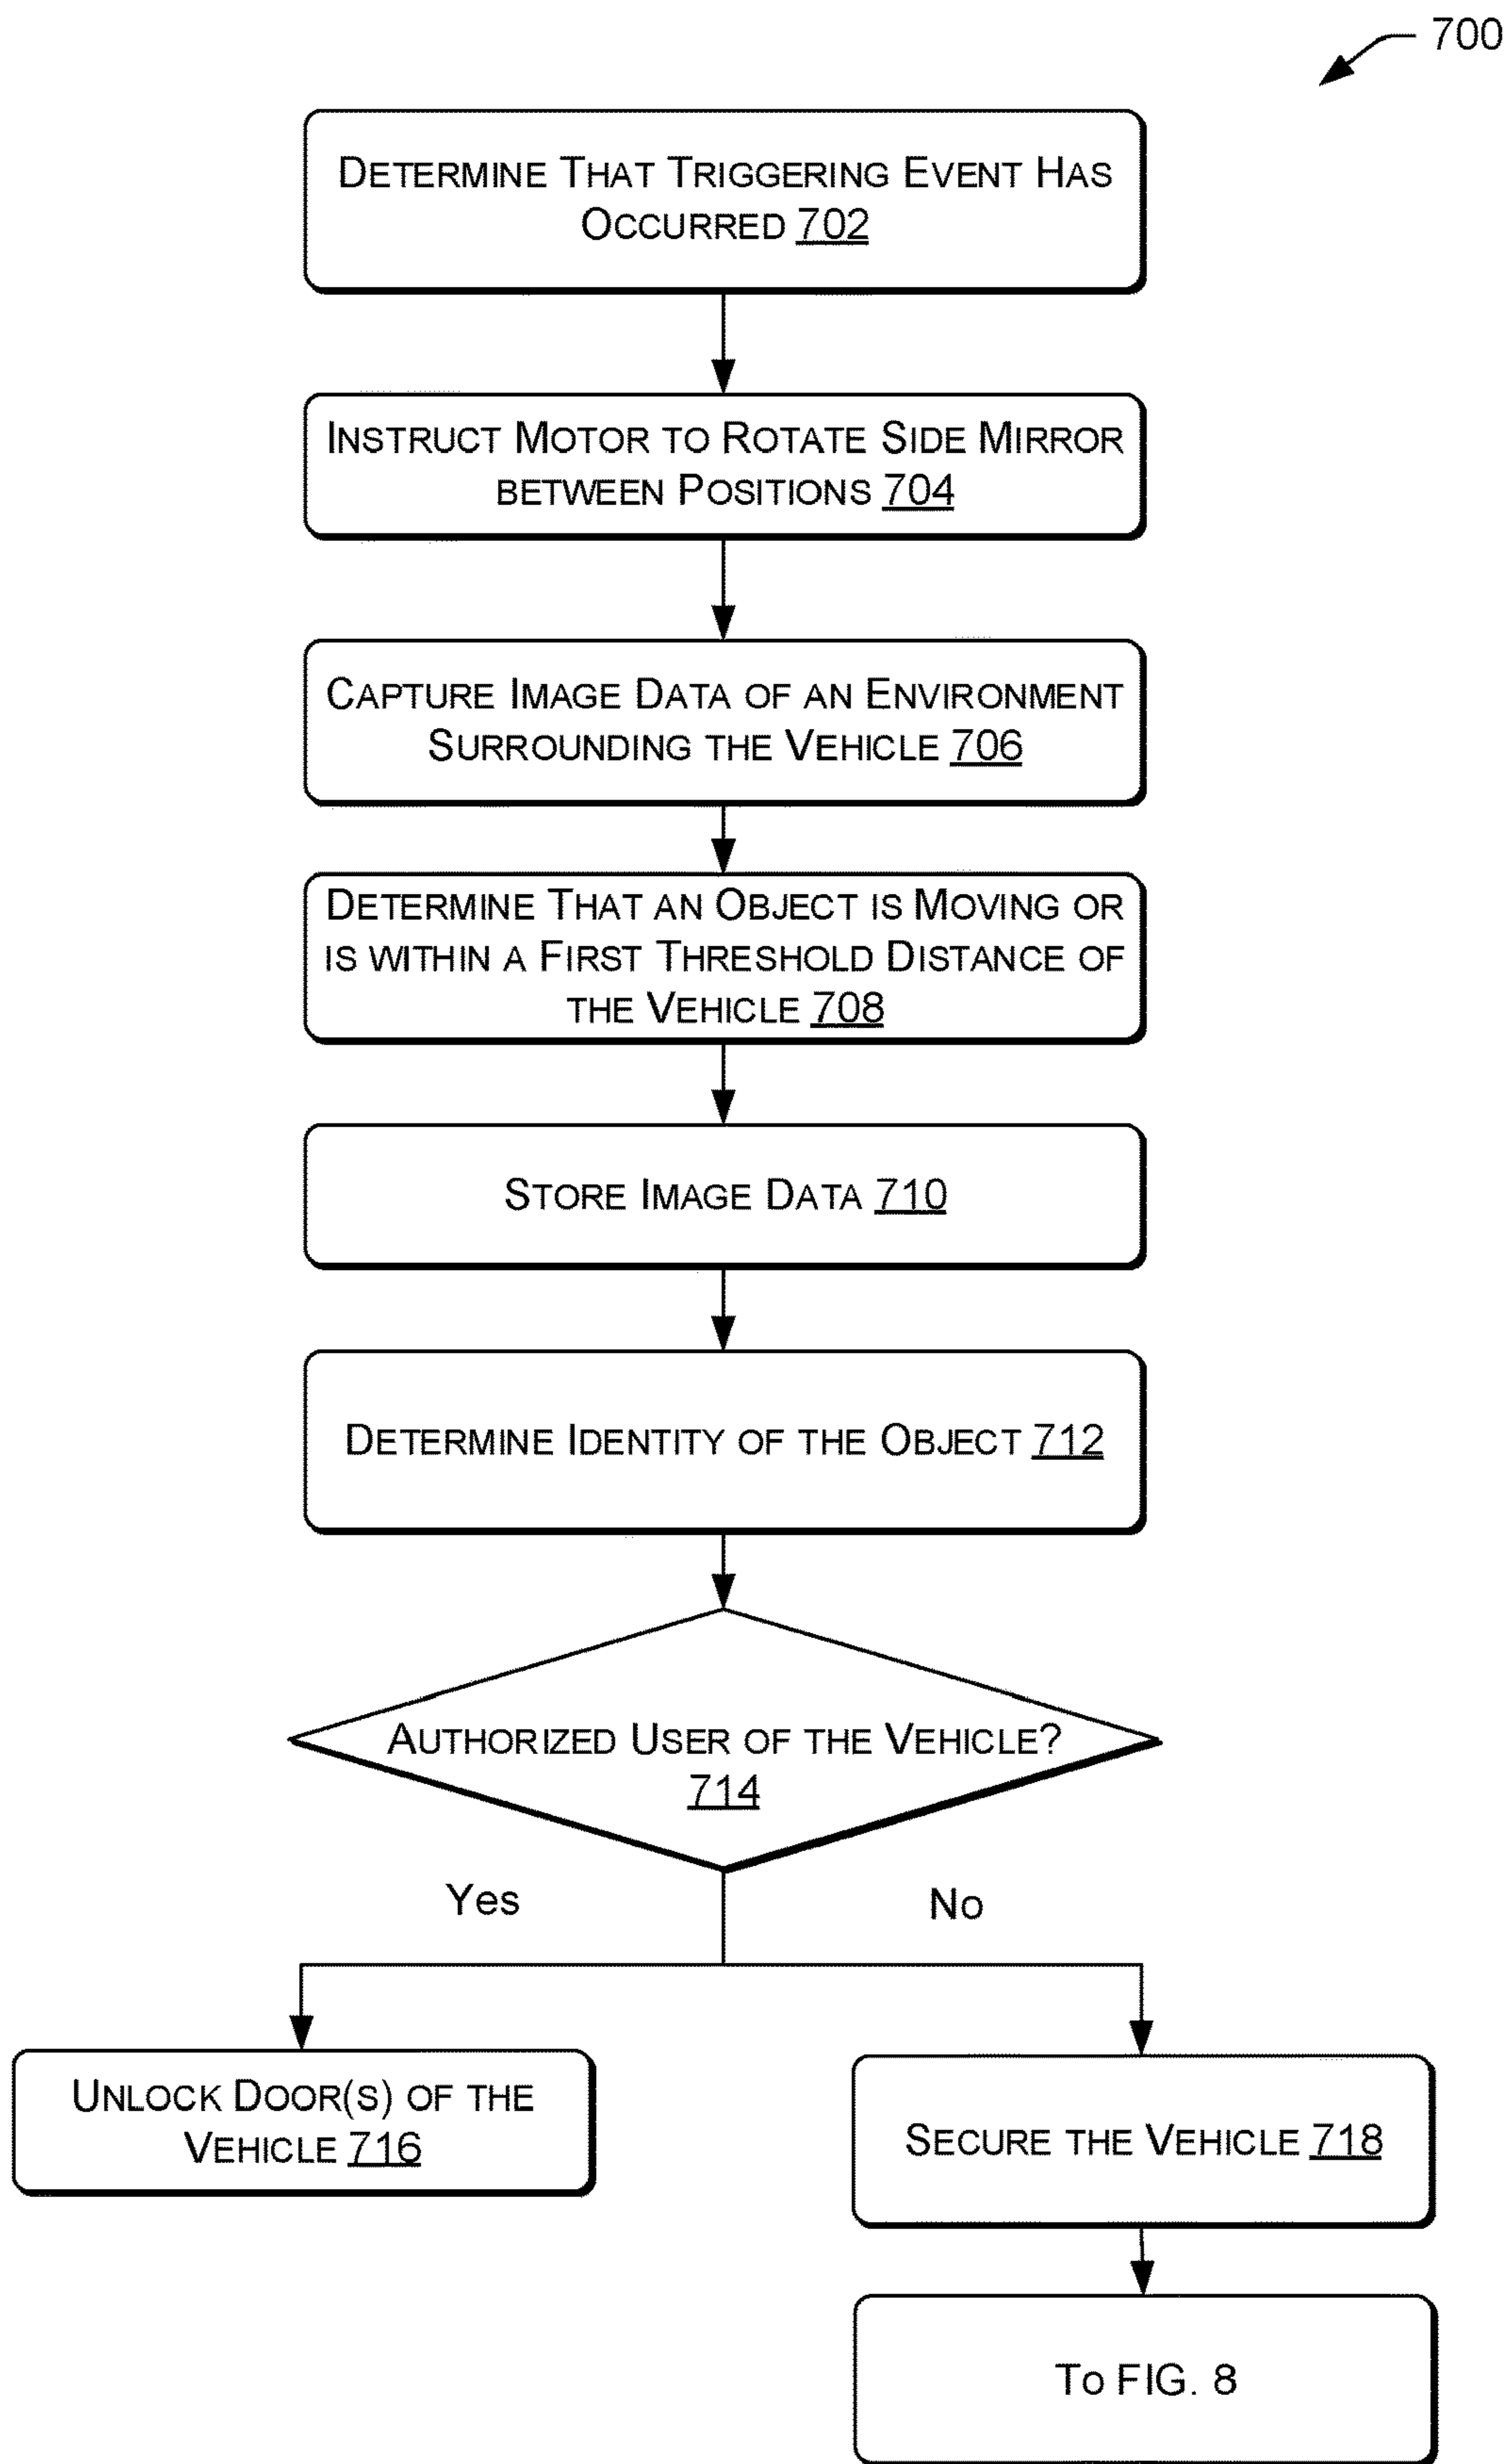 700
DETERMINE THAT TRIGGERING EVENT HAS
OCCURRED 702
INSTRUCT MOTOR TO ROTATE SIDE MIRROR
BETWEEN POSITIONS 704
CAPTURE IMAGE DATA OF AN ENVIRONMENT
SURROUNDING THE VEHICLE 706
DETERMINE THAT AN OBJECT IS MOVING OR
IS WITHIN A FIRST THRESHOLD DISTANCE OF
THE VEHICLE 708
STORE IMAGE DATA 710
DETERMINE IDENTITY OF THE OBJECT 712
AUTHORIZED USER OF THE VEHICLE?
714
Yes
No
UNLOCK DOOR(S) OF THE
VEHICLE 716
SECURE THE VEHICLE 718
TO FIG. 8